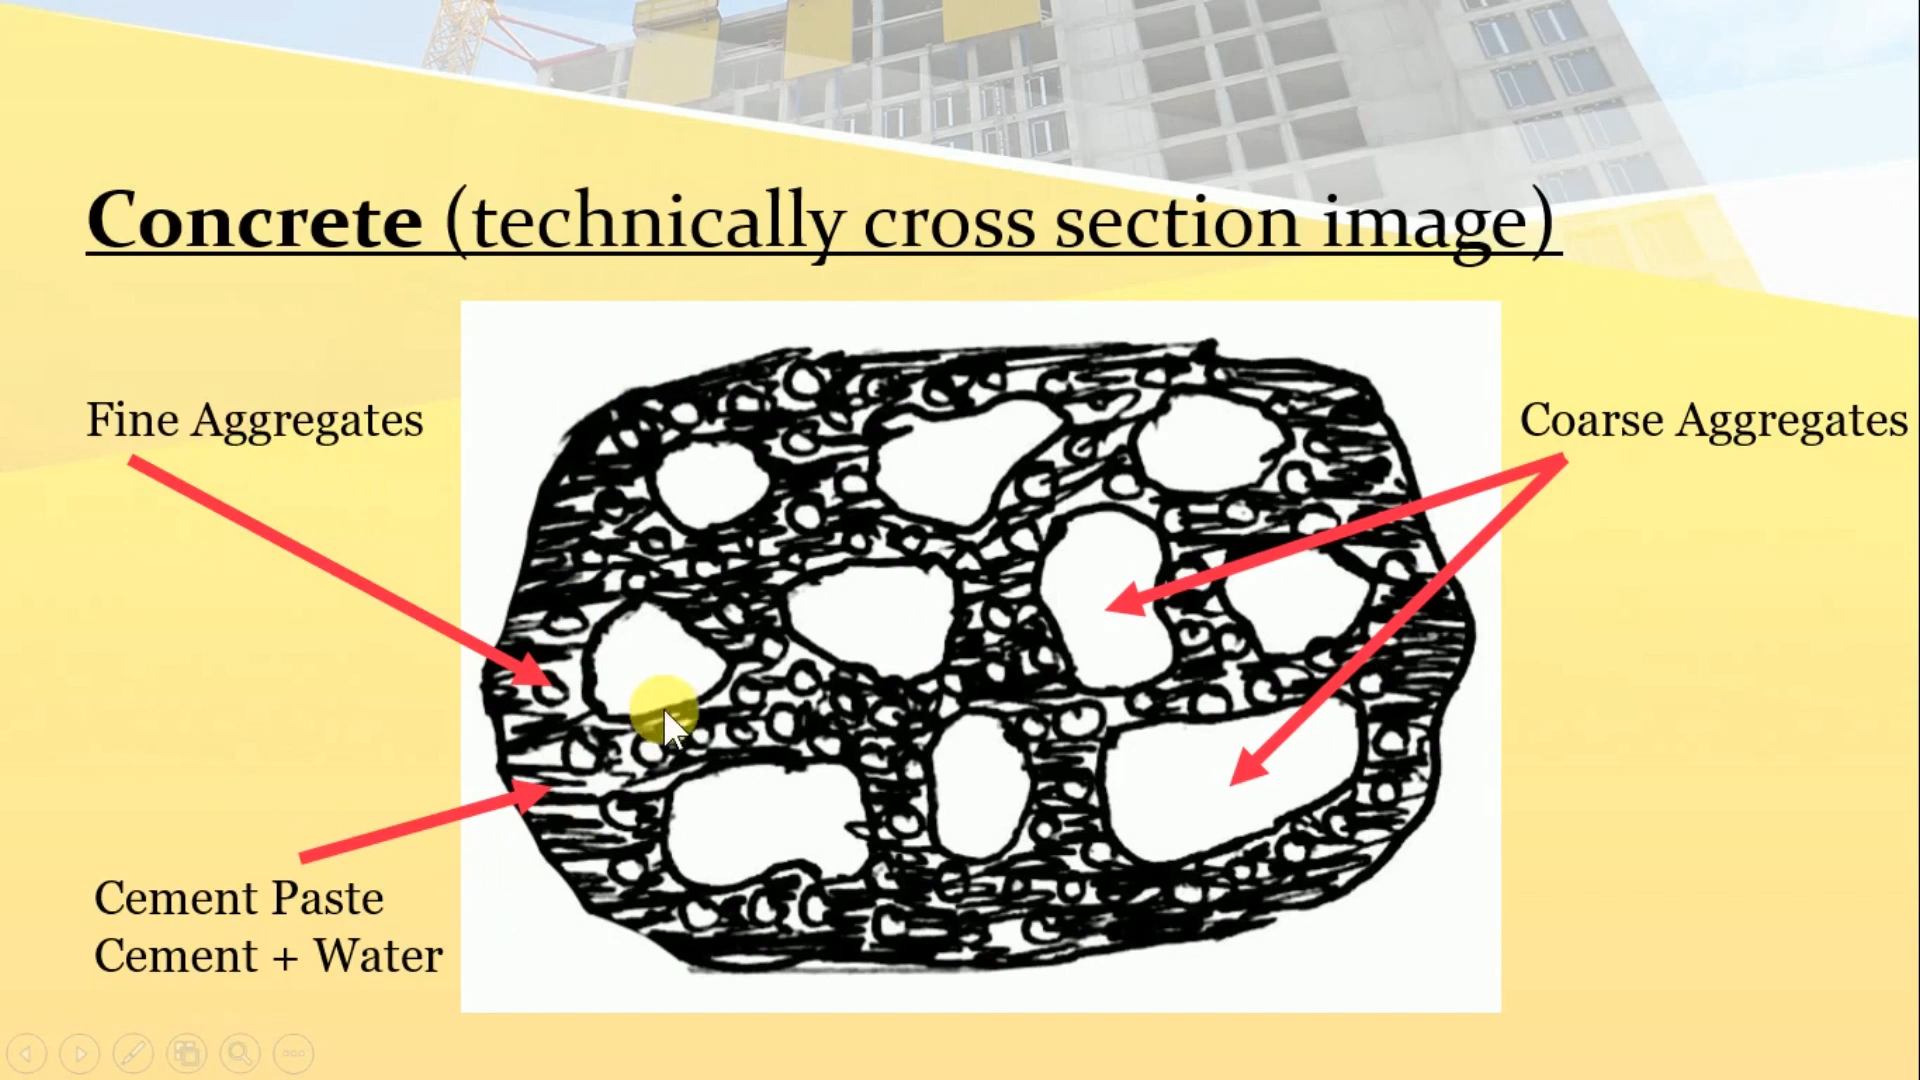 Concrete (technically cross section image)
Fine Aggregates
Coarse Aggregates
Cement Paste
Cement + Water